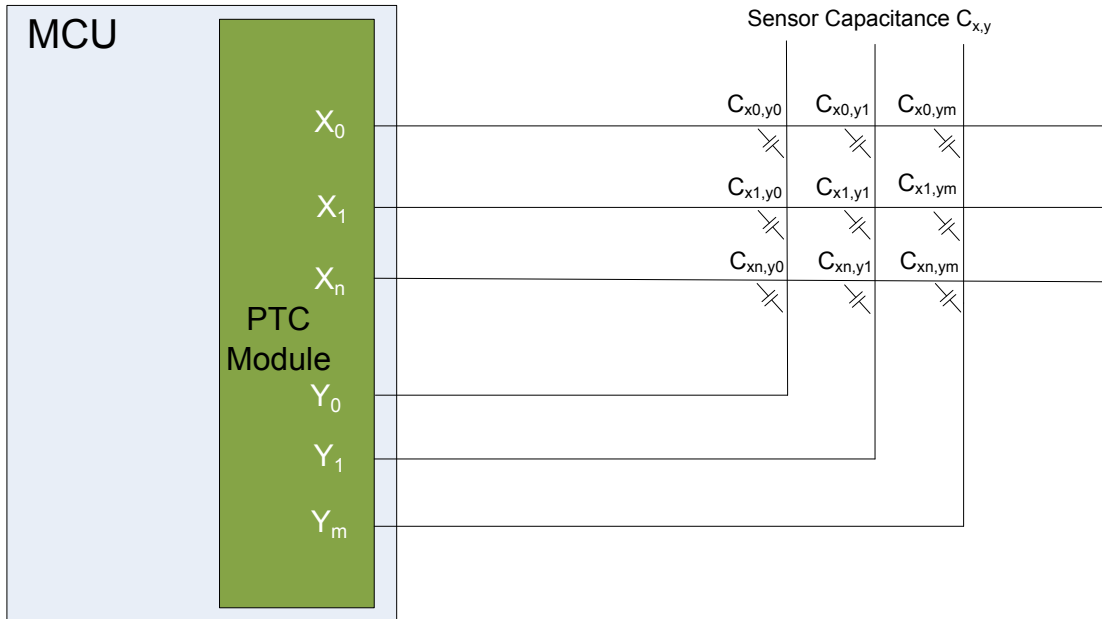 MCU
Sensor Capacitance Cx,y
X0
Cx0,y0 Cx0,y1 Cx0,ym
X1
Cx1,y0 Cx1,y1 Cx1,ym
Xn
Cxn,y0 Cxn,y1 Cxn,ym
PTC
Module
Y0
Y1
Ym